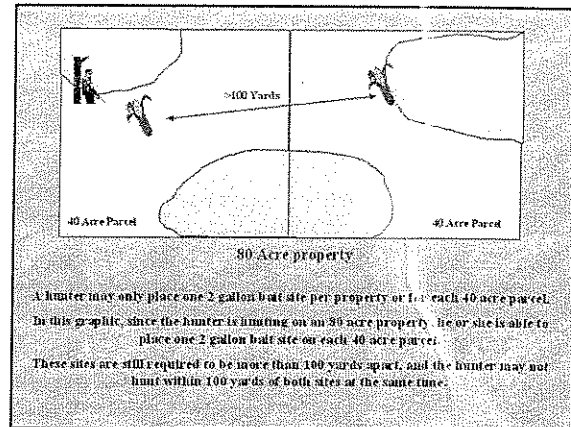 >100 Yards
40 Acre Parcel
40 Acre Parcel
80 Acre property
A hunter may only place one 2 gallon bait site per property or for each 40 acre parcel.
In this graphic, since the hunter is hunting on an 80 acre property, he or she is able to
place one 2 gallon bait site on each 40 acre parcel.
These sites are still required to be more than 100 yards apart, and the hunter may not
hunt within 100 yards of both sites at the same time.